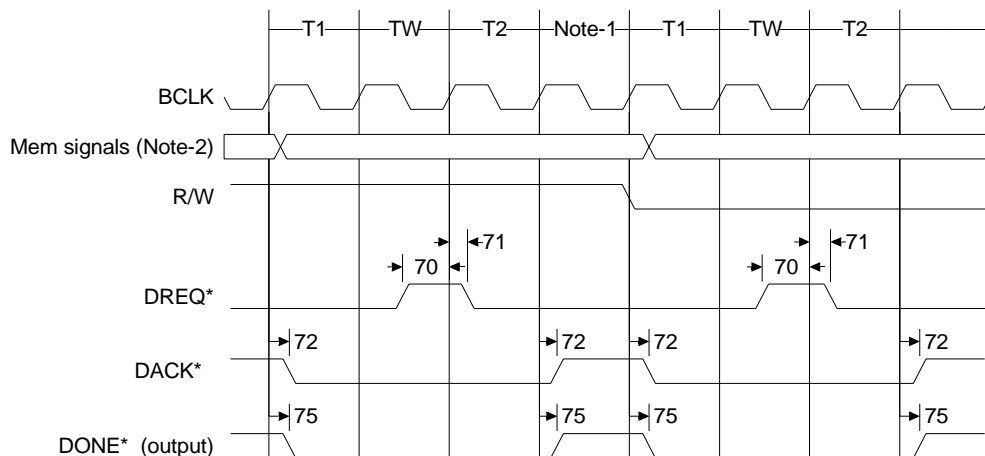 T1 TW T2 Note-1 T1 TW T2
BCLK
Mem signals (Note-2)
R/W
71 71
70 70
DREQ*
72 72 72 72
DACK*
75 75 75 75
DONE* (output)